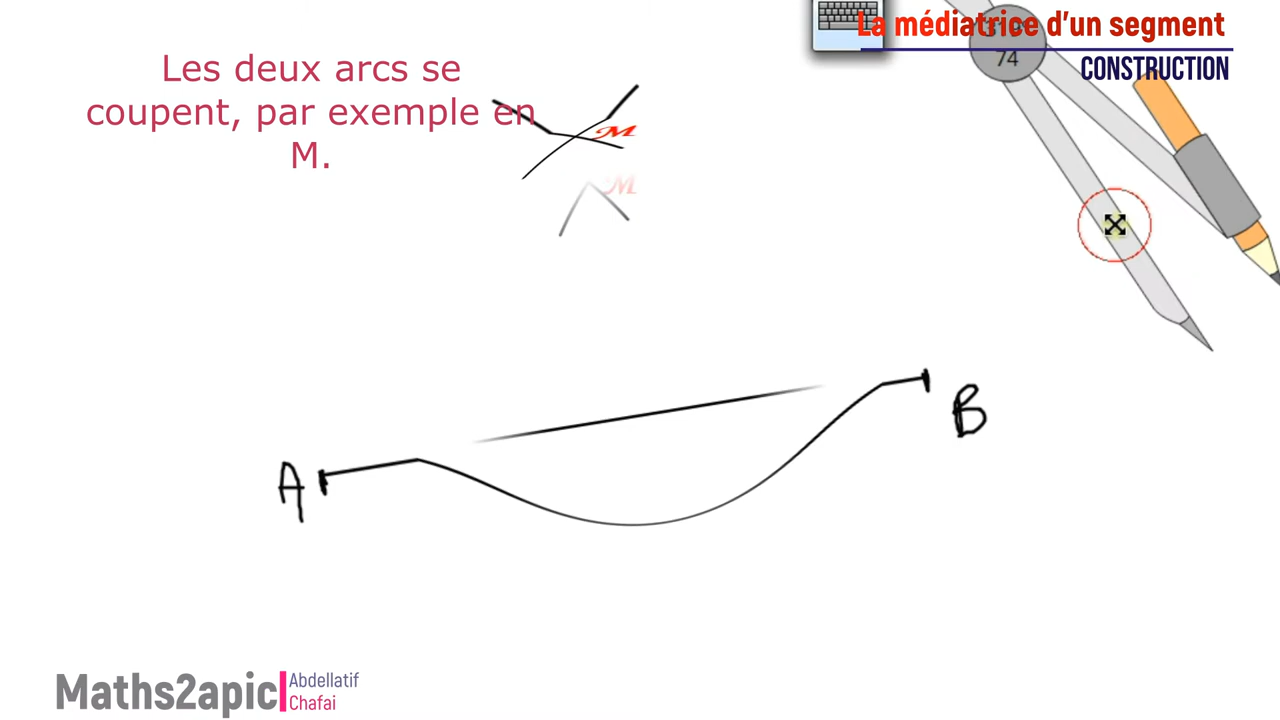 La médiatrice d'un segment
CONSTRUCTION
74
Les deux arcs se
coupent, par exemple en
M.
M
M
A
B
Maths2apic
Abdellatif
Chafai